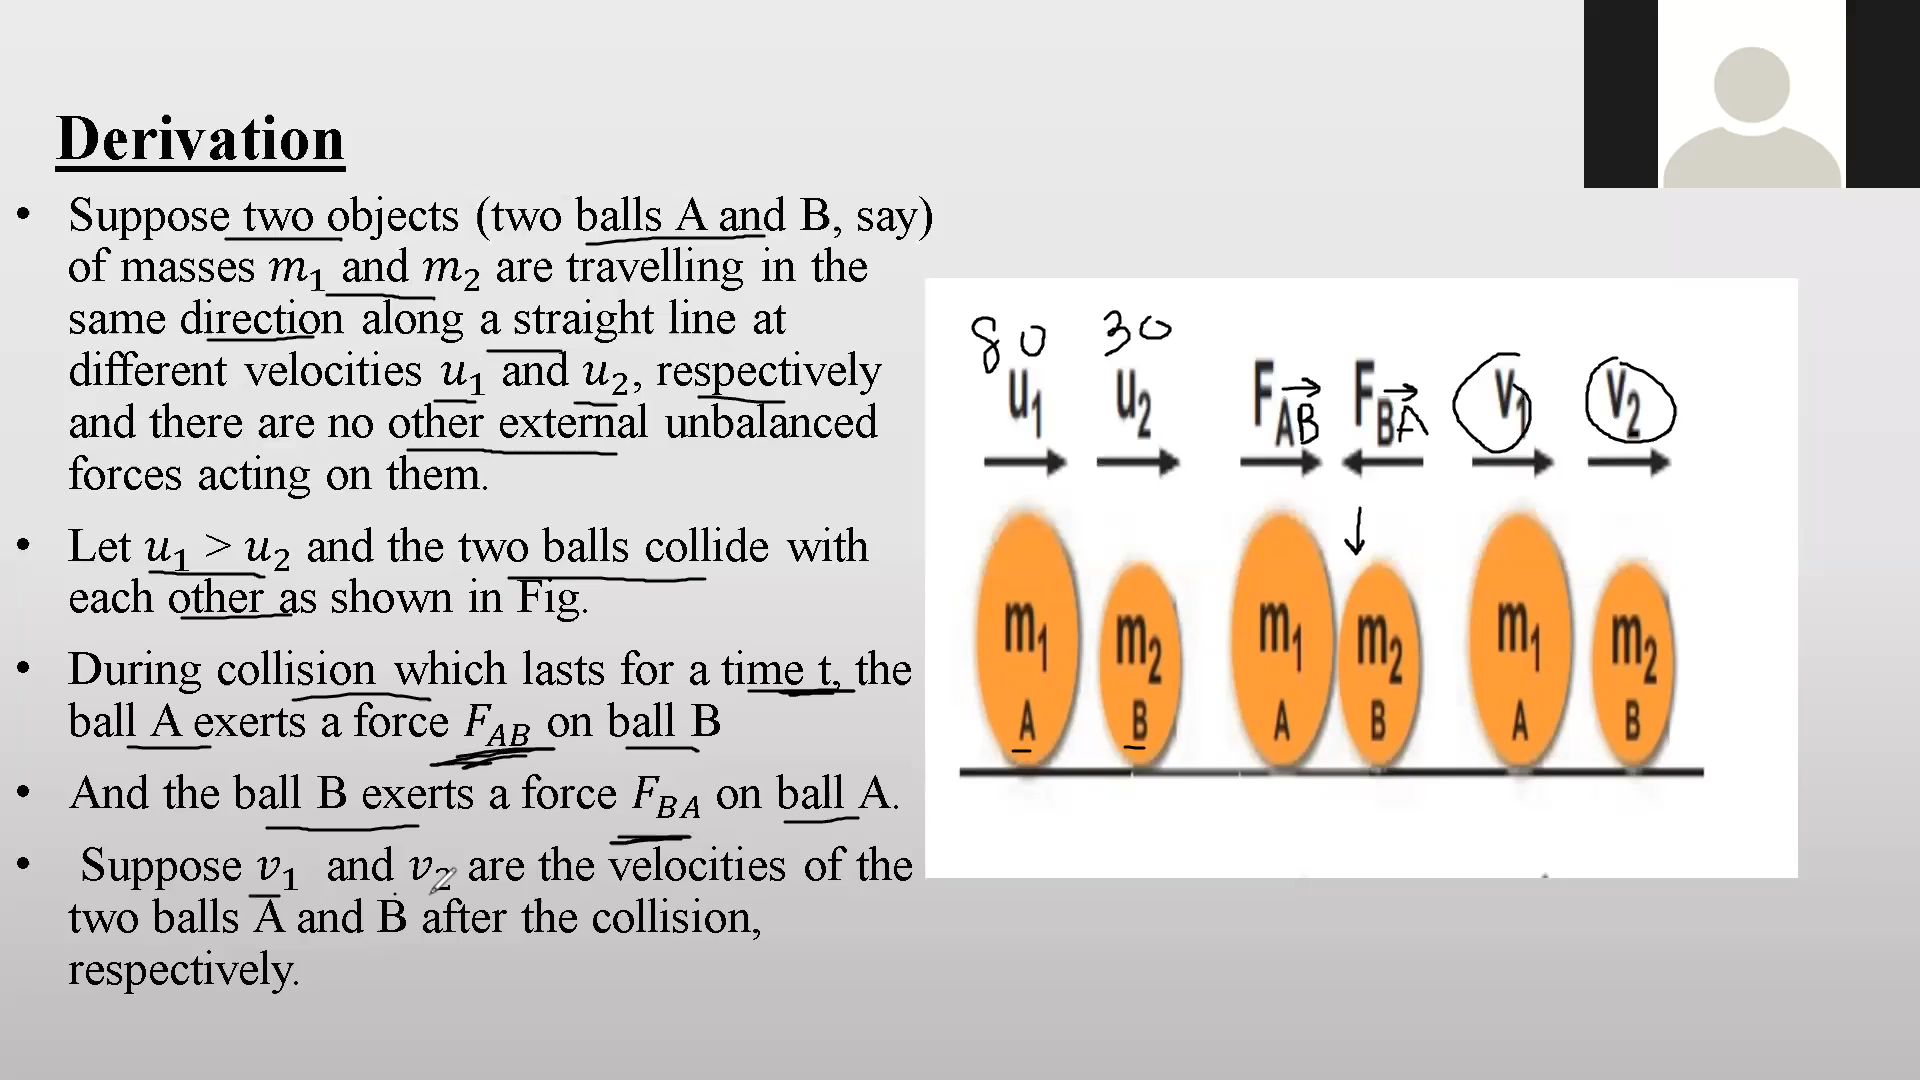 Derivation
• Suppose two objects (two balls A and B, say)
of masses m₁ and m₂ are travelling in the
same direction along a straight line at
different velocities u₁ and u₂, respectively
and there are no other external unbalanced
forces acting on them.
• Let u₁ > u₂ and the two balls collide with
each other as shown in Fig.
• During collision which lasts for a time t, the
ball A exerts a force F_AB on ball B
• And the ball B exerts a force F_BA on ball A.
• Suppose v₁ and v₂ are the velocities of the
two balls A and B after the collision,
respectively.
80 30
u₁ u₂ F_AB F_BA v₁ v₂
m₁ m₂ m₁ m₂ m₁ m₂
A B A B A B